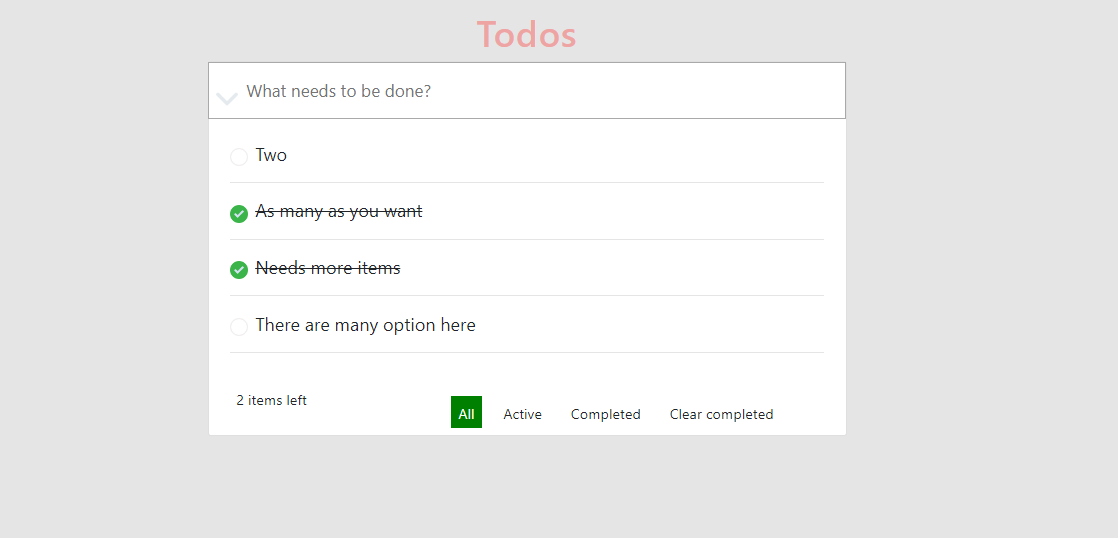 Todos
What needs to be done?
Two
As many as you want
Needs more items
There are many option here
2 items left
All Active Completed Clear completed